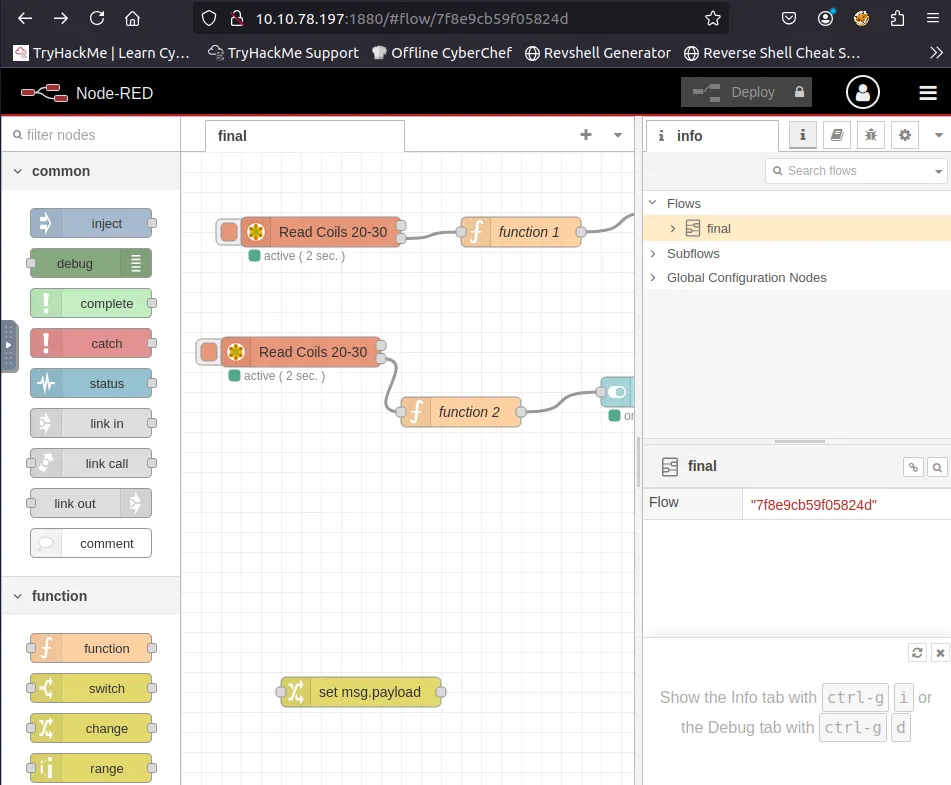 10.10.78.197:1880/#flow/7f8e9cb59f05824d
TryHackMe | Learn Cy… TryHackMe Support Offline CyberChef Revshell Generator Reverse Shell Cheat S…
Node-RED Deploy
filter nodes final info
Search flows
common
inject
debug
complete
catch
status
link in
link call
link out
comment
function
function
switch
change
range
Read Coils 20-30
active ( 2 sec. )
function 1
Read Coils 20-30
active ( 2 sec. )
function 2
set msg.payload
Flows
final
Subflows
Global Configuration Nodes
final
Flow "7f8e9cb59f05824d"
Show the Info tab with ctrl-g i or
the Debug tab with ctrl-g d